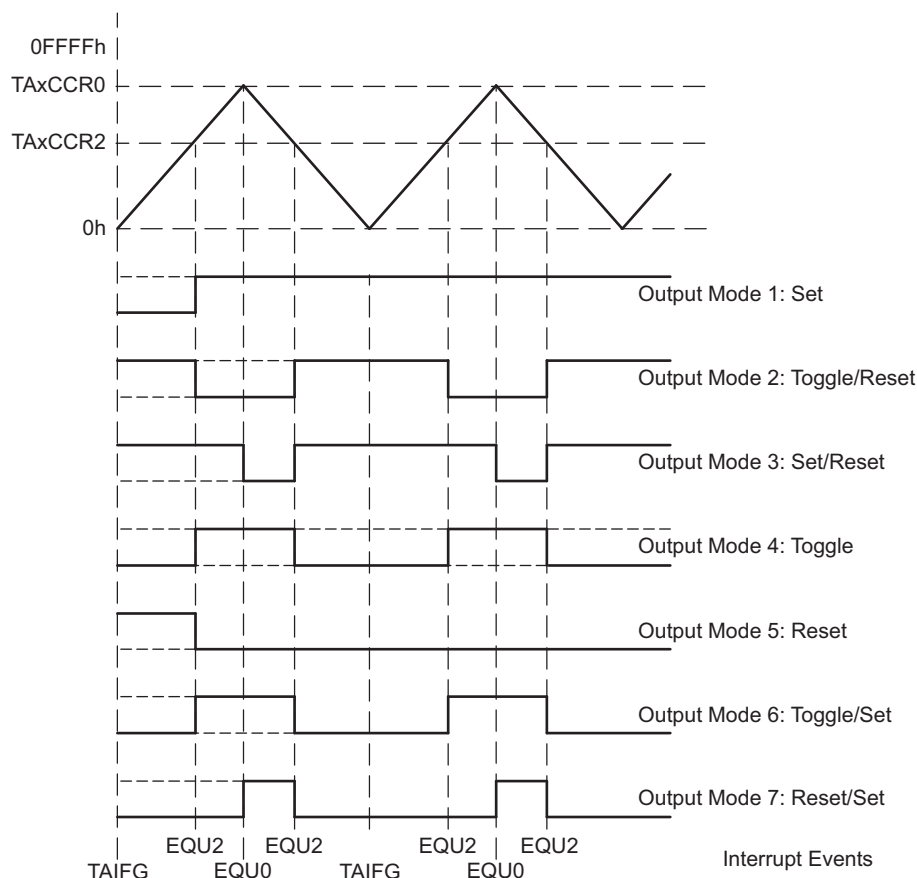 0FFFFh
TAxCCR0
TAxCCR2
0h
Output Mode 1: Set
Output Mode 2: Toggle/Reset
Output Mode 3: Set/Reset
Output Mode 4: Toggle
Output Mode 5: Reset
Output Mode 6: Toggle/Set
Output Mode 7: Reset/Set
EQU2 EQU2 EQU2 EQU2
TAIFG EQU0 TAIFG EQU0
Interrupt Events